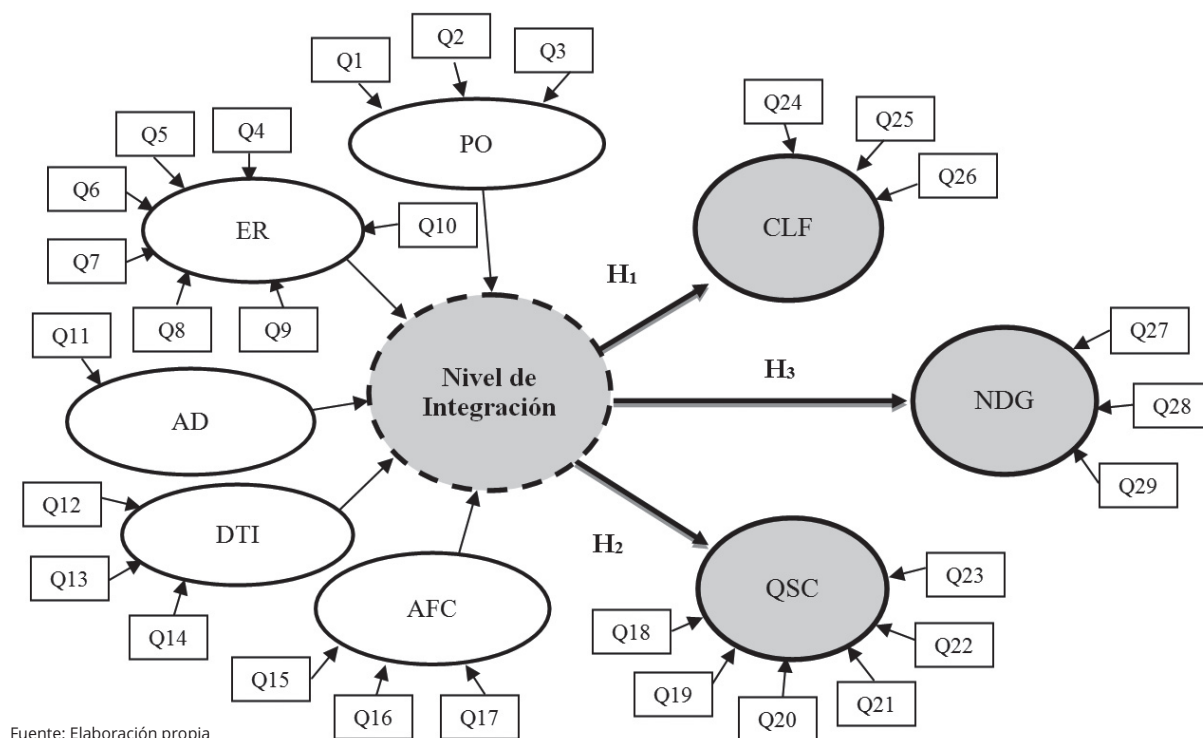 Q1
Q2
Q3
PO
Q4
Q5
Q6
Q7
Q8
Q9
Q10
ER
Q11
AD
Q12
Q13
Q14
DTI
Q15
Q16
Q17
AFC
Nivel de
Integración
H₁
H₃
H₂
Q24
Q25
Q26
CLF
Q27
Q28
Q29
NDG
Q18
Q19
Q20
Q21
Q22
Q23
QSC
Fuente: Elaboración propia